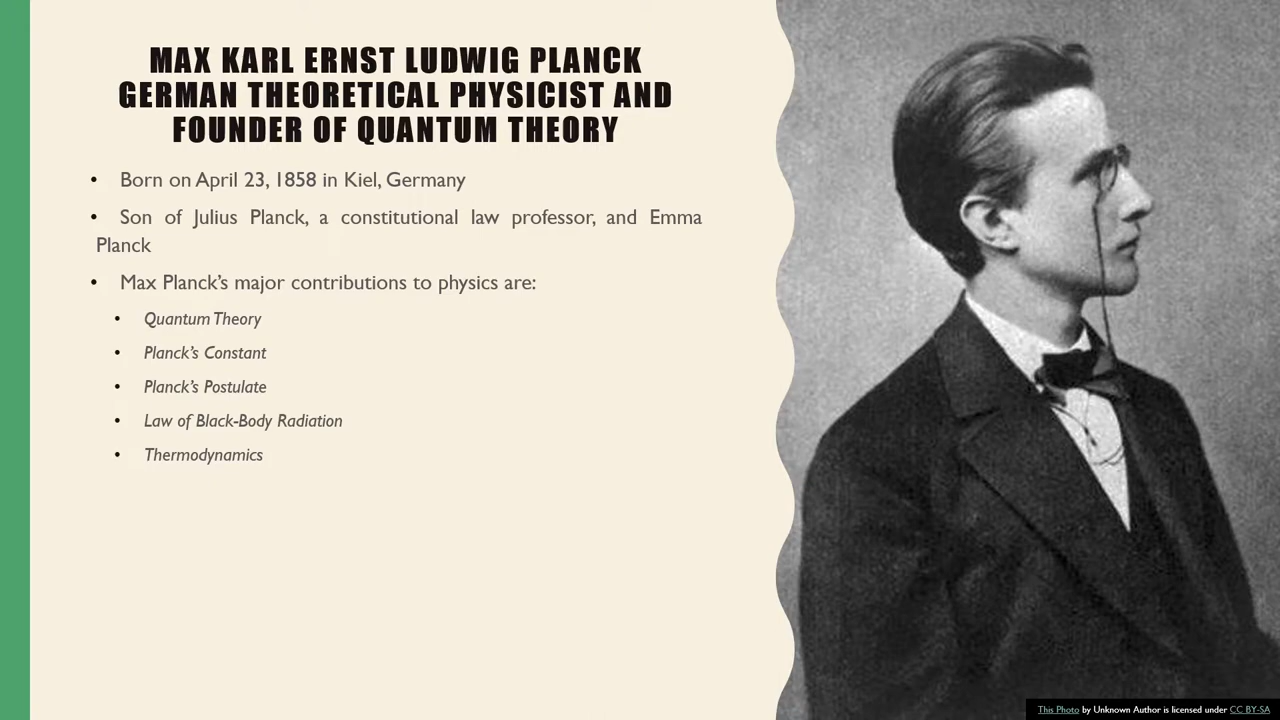 MAX KARL ERNST LUDWIG PLANCK
GERMAN THEORETICAL PHYSICIST AND
FOUNDER OF QUANTUM THEORY
• Born on April 23, 1858 in Kiel, Germany
• Son of Julius Planck, a constitutional law professor, and Emma
Planck
• Max Planck’s major contributions to physics are:
• Quantum Theory
• Planck’s Constant
• Planck’s Postulate
• Law of Black-Body Radiation
• Thermodynamics
This Photo by Unknown Author is licensed under CC BY-SA